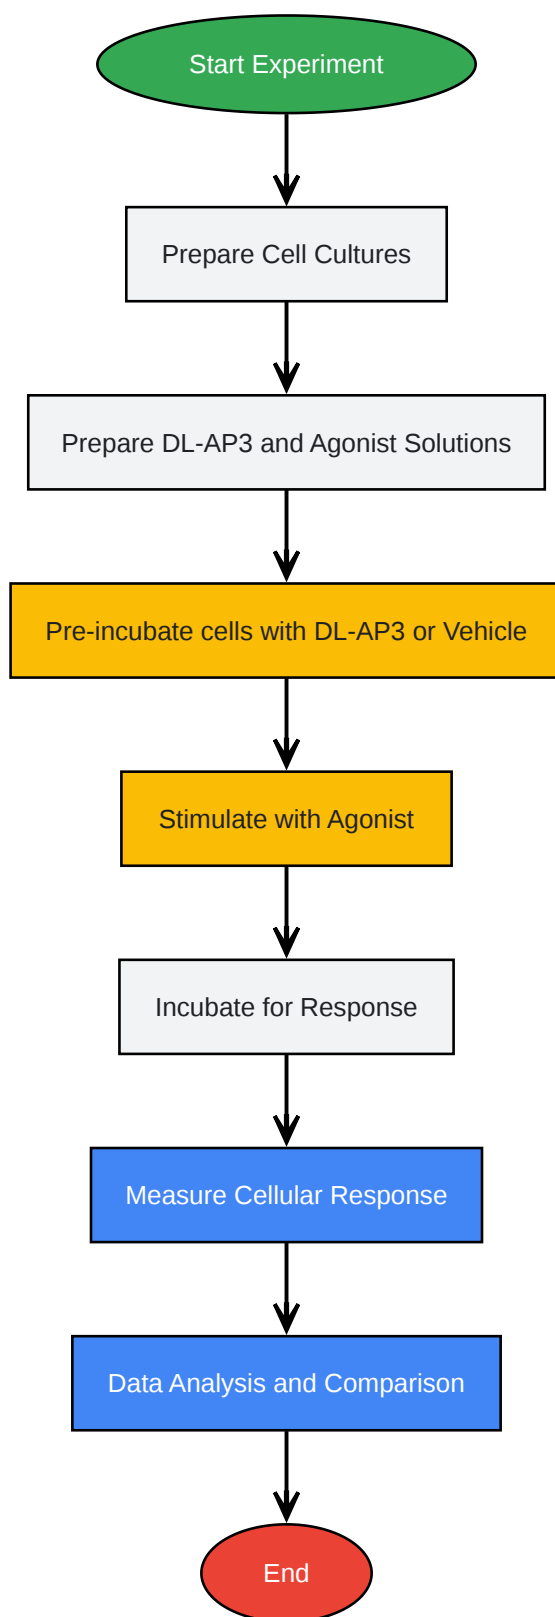 Start Experiment
Prepare Cell Cultures
Prepare DL-AP3 and Agonist Solutions
Pre-incubate cells with DL-AP3 or Vehicle
Stimulate with Agonist
Incubate for Response
Measure Cellular Response
Data Analysis and Comparison
End